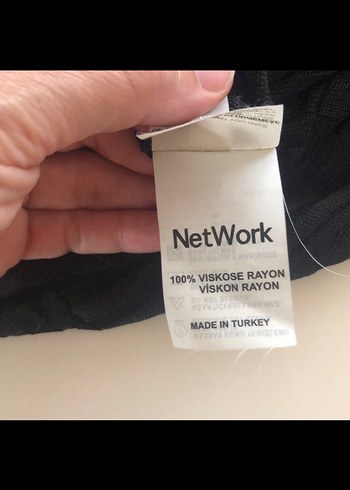 NetWork
100% VISKOSE RAYON
VİSKON RAYON
MADE IN TURKEY